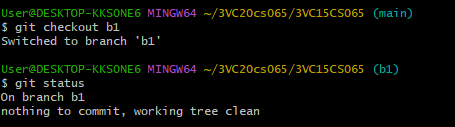 User@DESKTOP-KKSONE6 MINGW64 ~/3VC20cs065/3VC15CS065 (main)
$ git checkout b1
Switched to branch 'b1'
User@DESKTOP-KKSONE6 MINGW64 ~/3VC20cs065/3VC15CS065 (b1)
$ git status
On branch b1
nothing to commit, working tree clean